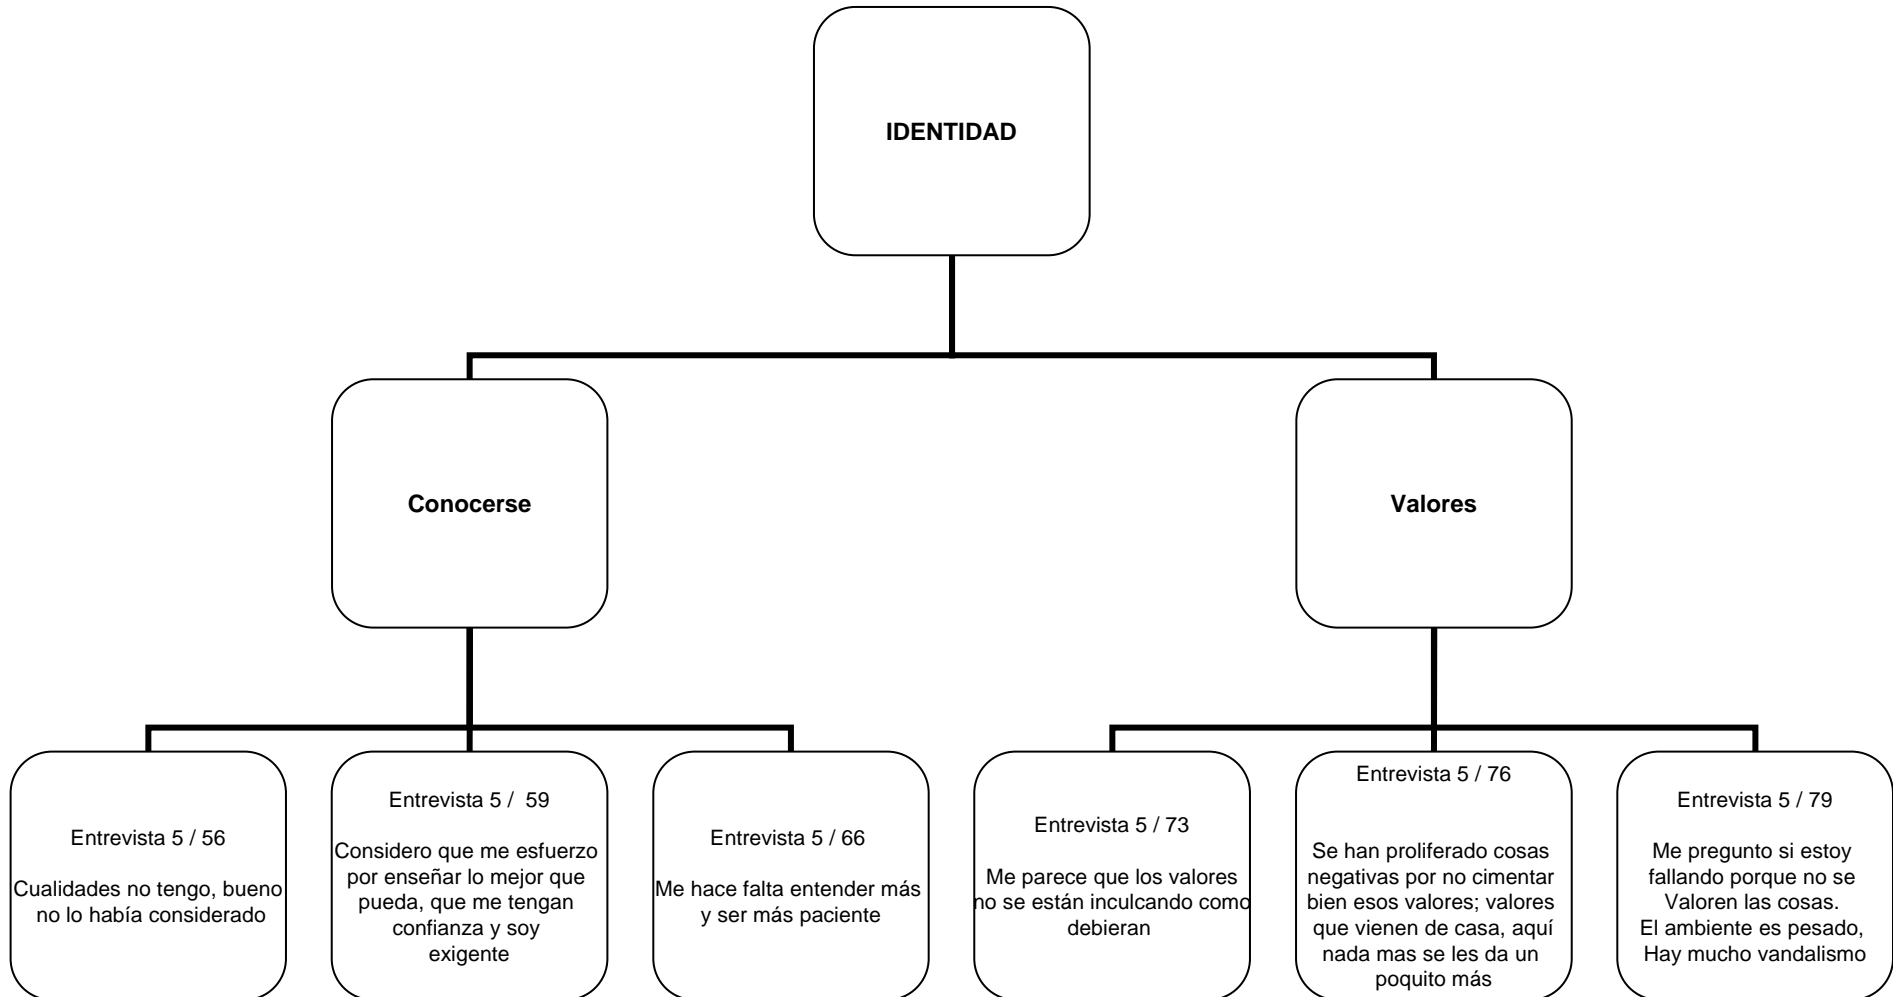 IDENTIDAD
Conocerse
Valores
Entrevista 5 / 56
Cualidades no tengo, bueno
no lo había considerado
Entrevista 5 /  59
Considero que me esfuerzo
por enseñar lo mejor que
pueda, que me tengan
confianza y soy
exigente
Entrevista 5 / 66
Me hace falta entender más
y ser más paciente
Entrevista 5 / 73
Me parece que los valores
no se están inculcando como
debieran
Entrevista 5 / 76
Se han proliferado cosas
negativas por no cimentar
bien esos valores; valores
que vienen de casa, aquí
nada mas se les da un
poquito más
Entrevista 5 / 79
Me pregunto si estoy
fallando porque no se
Valoren las cosas.
El ambiente es pesado,
Hay mucho vandalismo